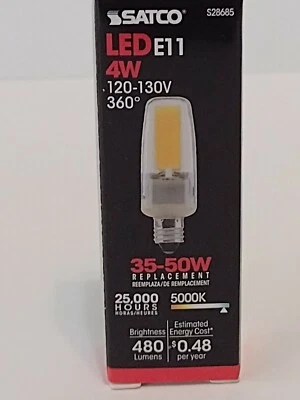 SATCO S28685
LED E11
4W
120-130V
360°
35-50W
REPLACEMENT
REEMPLAZA/DE REMPLACEMENT
25,000 5000K
HOURS
HORAS/HEURES
Brightness Estimated
Energy Cost*
480 $0.48
Lumens per year